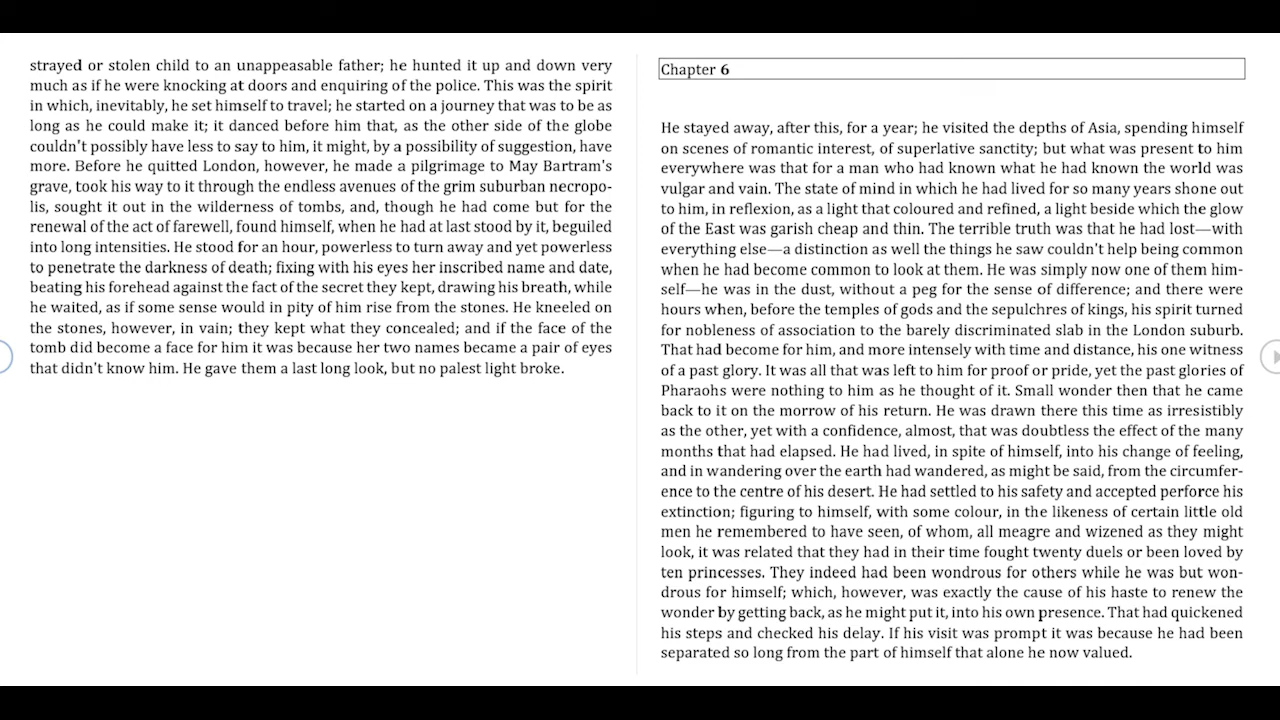 strayed or stolen child to an unappeasable father; he hunted it up and down very
much as if he were knocking at doors and enquiring of the police. This was the spirit
in which, inevitably, he set himself to travel; he started on a journey that was to be as
long as he could make it; it danced before him that, as the other side of the globe
couldn't possibly have less to say to him, it might, by a possibility of suggestion, have
more. Before he quitted London, however, he made a pilgrimage to May Bartram's
grave, took his way to it through the endless avenues of the grim suburban necropo-
lis, sought it out in the wilderness of tombs, and, though he had come but for the
renewal of the act of farewell, found himself, when he had at last stood by it, beguiled
into long intensities. He stood for an hour, powerless to turn away and yet powerless
to penetrate the darkness of death; fixing with his eyes her inscribed name and date,
beating his forehead against the fact of the secret they kept, drawing his breath, while
he waited, as if some sense would in pity of him rise from the stones. He kneeled on
the stones, however, in vain; they kept what they concealed; and if the face of the
tomb did become a face for him it was because her two names became a pair of eyes
that didn't know him. He gave them a last long look, but no palest light broke.
Chapter 6
He stayed away, after this, for a year; he visited the depths of Asia, spending himself
on scenes of romantic interest, of superlative sanctity; but what was present to him
everywhere was that for a man who had known what he had known the world was
vulgar and vain. The state of mind in which he had lived for so many years shone out
to him, in reflexion, as a light that coloured and refined, a light beside which the glow
of the East was garish cheap and thin. The terrible truth was that he had lost—with
everything else—a distinction as well the things he saw couldn't help being common
when he had become common to look at them. He was simply now one of them him-
self—he was in the dust, without a peg for the sense of difference; and there were
hours when, before the temples of gods and the sepulchres of kings, his spirit turned
for nobleness of association to the barely discriminated slab in the London suburb.
That had become for him, and more intensely with time and distance, his one witness
of a past glory. It was all that was left to him for proof or pride, yet the past glories of
Pharaohs were nothing to him as he thought of it. Small wonder then that he came
back to it on the morrow of his return. He was drawn there this time as irresistibly
as the other, yet with a confidence, almost, that was doubtless the effect of the many
months that had elapsed. He had lived, in spite of himself, into his change of feeling,
and in wandering over the earth had wandered, as might be said, from the circumfer-
ence to the centre of his desert. He had settled to his safety and accepted perforce his
extinction; figuring to himself, with some colour, in the likeness of certain little old
men he remembered to have seen, of whom, all meagre and wizened as they might
look, it was related that they had in their time fought twenty duels or been loved by
ten princesses. They indeed had been wondrous for others while he was but won-
drous for himself; which, however, was exactly the cause of his haste to renew the
wonder by getting back, as he might put it, into his own presence. That had quickened
his steps and checked his delay. If his visit was prompt it was because he had been
separated so long from the part of himself that alone he now valued.